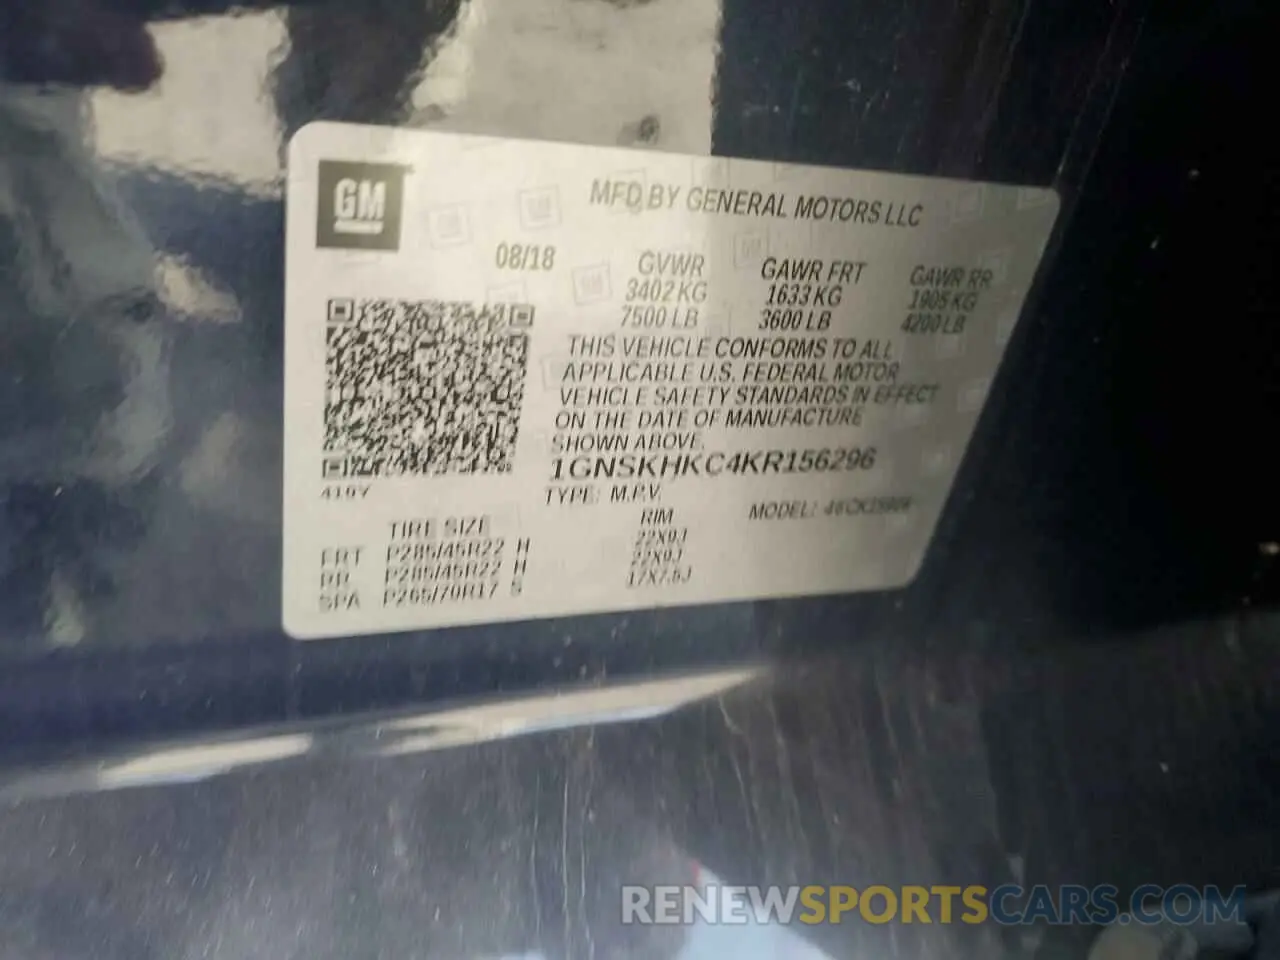 GM
MFD BY GENERAL MOTORS LLC
08/18
GVWR GAWR FRT GAWR RR
3402 KG 1633 KG 1905 KG
7500 LB 3600 LB 4200 LB
THIS VEHICLE CONFORMS TO ALL
APPLICABLE U.S. FEDERAL MOTOR
VEHICLE SAFETY STANDARDS IN EFFECT
ON THE DATE OF MANUFACTURE
SHOWN ABOVE.
1GNSKHKC4KR156296
TYPE: M.P.V. MODEL:
TIRE SIZE RIM
FRT P285/45R22 H 22X9J
RR P285/45R22 H 22X9J
SPA P265/70R17 S 17X7.5J
RENEWSPORTSCARS.COM